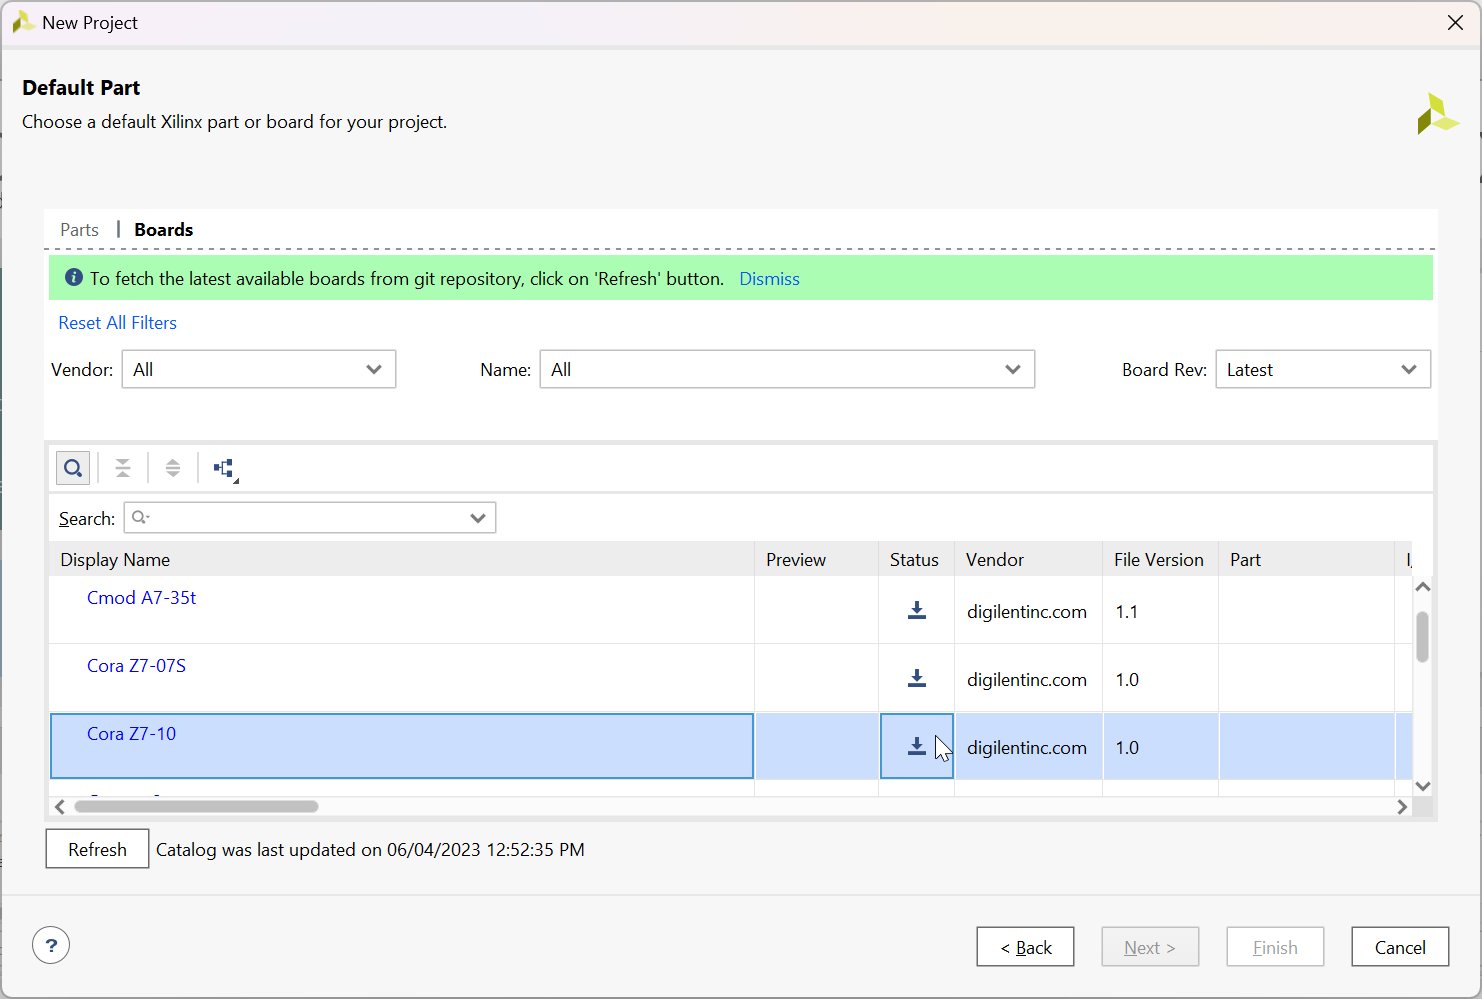 New Project
Default Part
Choose a default Xilinx part or board for your project.
Parts | Boards
To fetch the latest available boards from git repository, click on 'Refresh' button. Dismiss
Reset All Filters
Vendor: All Name: All Board Rev: Latest
Search:
Display Name Preview Status Vendor File Version Part
Cmod A7-35t digilentinc.com 1.1
Cora Z7-07S digilentinc.com 1.0
Cora Z7-10 digilentinc.com 1.0
Refresh Catalog was last updated on 06/04/2023 12:52:35 PM
? < Back Next > Finish Cancel